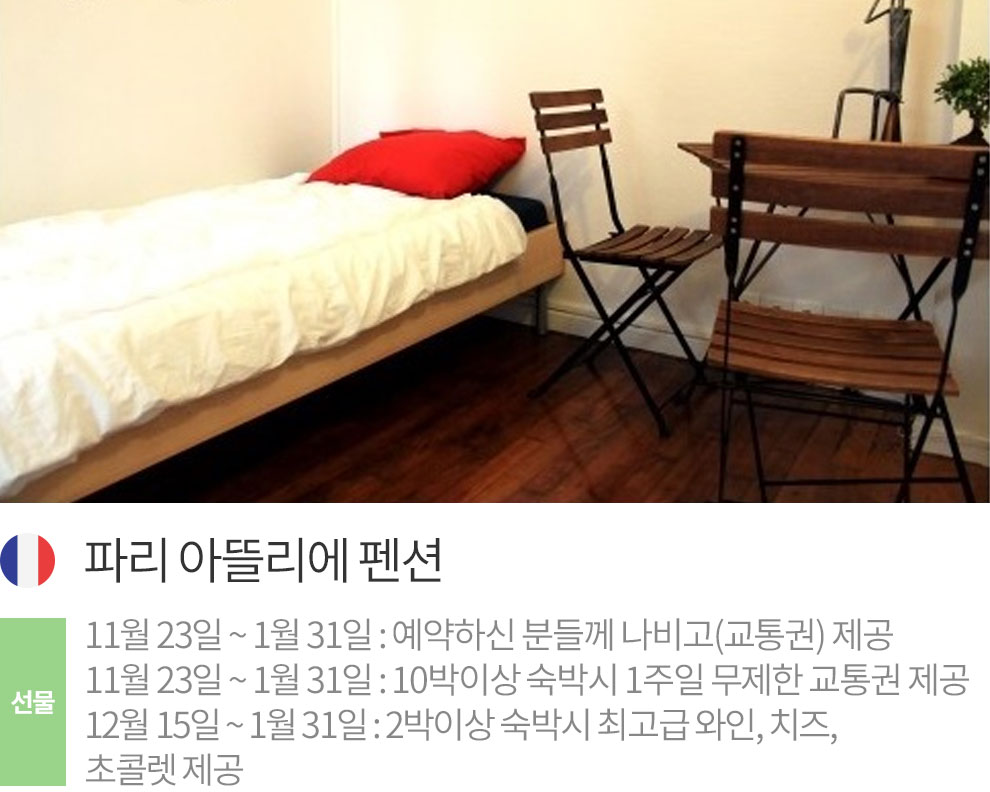 파리 아뜰리에 펜션
선물
11월 23일 ~ 1월 31일 : 예약하신 분들께 나비고(교통권) 제공
11월 23일 ~ 1월 31일 : 10박이상 숙박시 1주일 무제한 교통권 제공
12월 15일 ~ 1월 31일 : 2박이상 숙박시 최고급 와인, 치즈,
초콜렛 제공